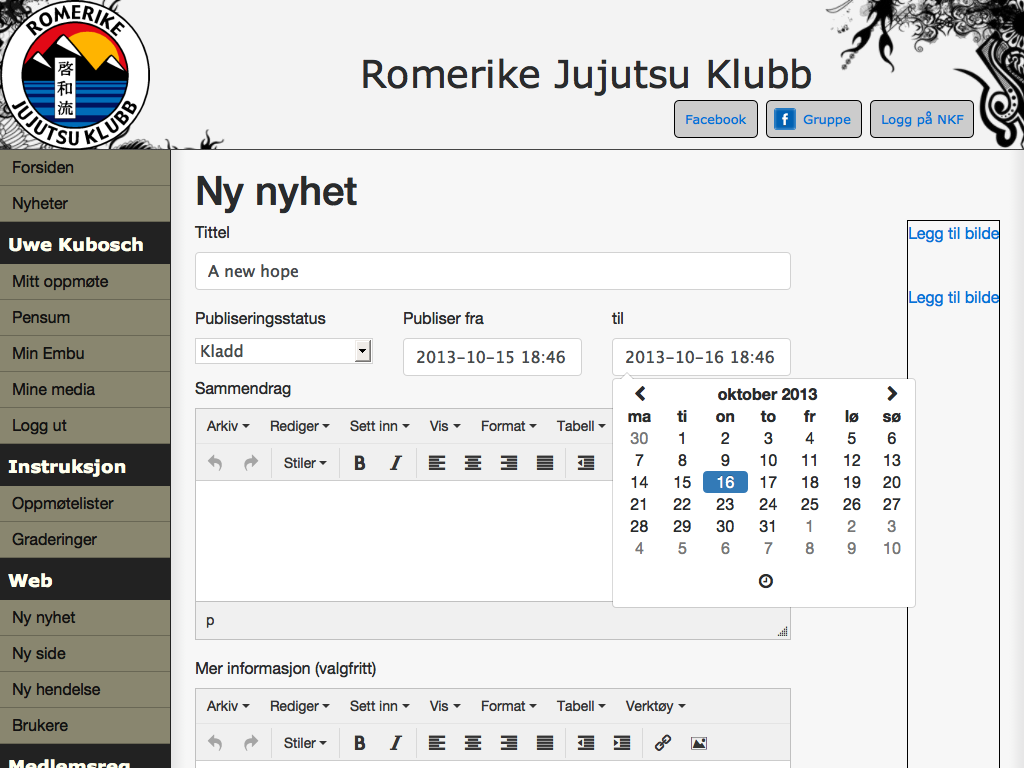 ROMERIKE
啓和流
JUJUTSU KLUBB
Romerike Jujutsu Klubb
Facebook
f Gruppe
Logg på NKF
Forsiden
Nyheter
Uwe Kubosch
Mitt oppmøte
Pensum
Min Embu
Mine media
Logg ut
Instruksjon
Oppmøtelister
Graderinger
Web
Ny nyhet
Ny side
Ny hendelse
Brukere
Medlemsreg
Ny nyhet
Tittel
A new hope
Publiseringsstatus
Publiser fra
til
Kladd
2013-10-15 18:46
2013-10-16 18:46
Sammendrag
Arkiv Rediger Sett inn Vis Format Tabell
Stiler B I
p
oktober 2013
ma ti on to fr lø sø
30 1 2 3 4 5 6
7 8 9 10 11 12 13
14 15 16 17 18 19 20
21 22 23 24 25 26 27
28 29 30 31 1 2 3
4 5 6 7 8 9 10
Legg til bilde
Legg til bilde
Mer informasjon (valgfritt)
Arkiv Rediger Sett inn Vis Format Tabell Verktøy
Stiler B I